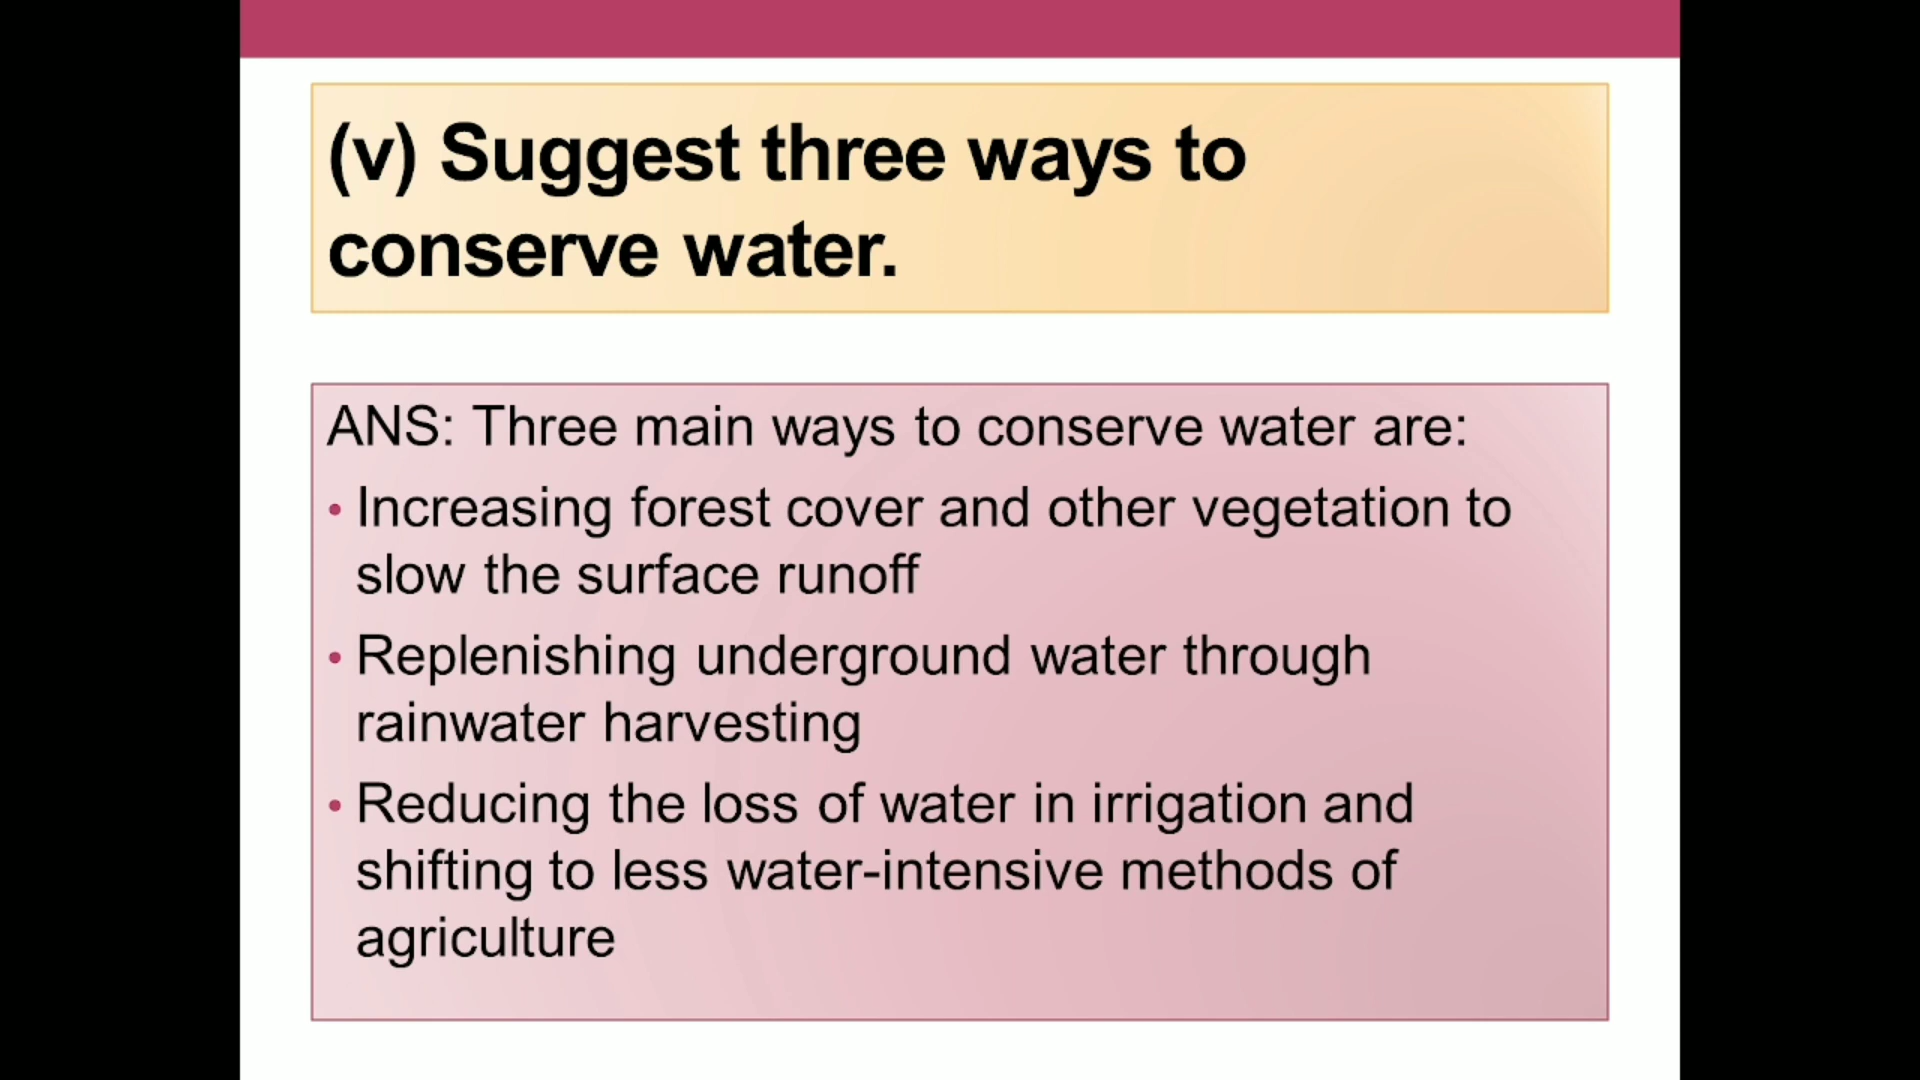 (v) Suggest three ways to
conserve water.
ANS: Three main ways to conserve water are:
• Increasing forest cover and other vegetation to
slow the surface runoff
• Replenishing underground water through
rainwater harvesting
• Reducing the loss of water in irrigation and
shifting to less water-intensive methods of
agriculture